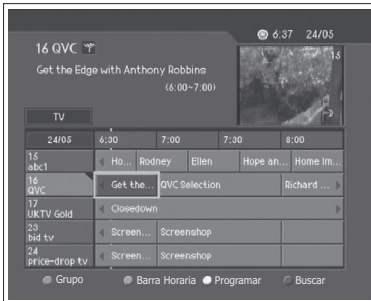 6:37 24/05
16 QVC
Get the Edge with Anthony Robbins
(6:00~7:00)
15
TV
24/05 6:30 7:00 7:30 8:00
15 abc1 Ho... Rodney Ellen Hope an... Home Im...
16 QVC Get the... QVC Selection Richard ...
17 UKTV Gold Closedown
23 bid tv Screen... Screenshop
24 price-drop tv Screen... Screenshop
Grupo Barra Horaria Programar Buscar